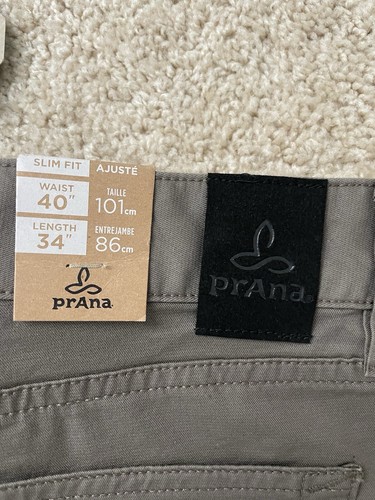 SLIM FIT AJUSTÉ
WAIST TAILLE
40" 101cm
LENGTH ENTREJAMBE
34" 86cm
prAna
prAna